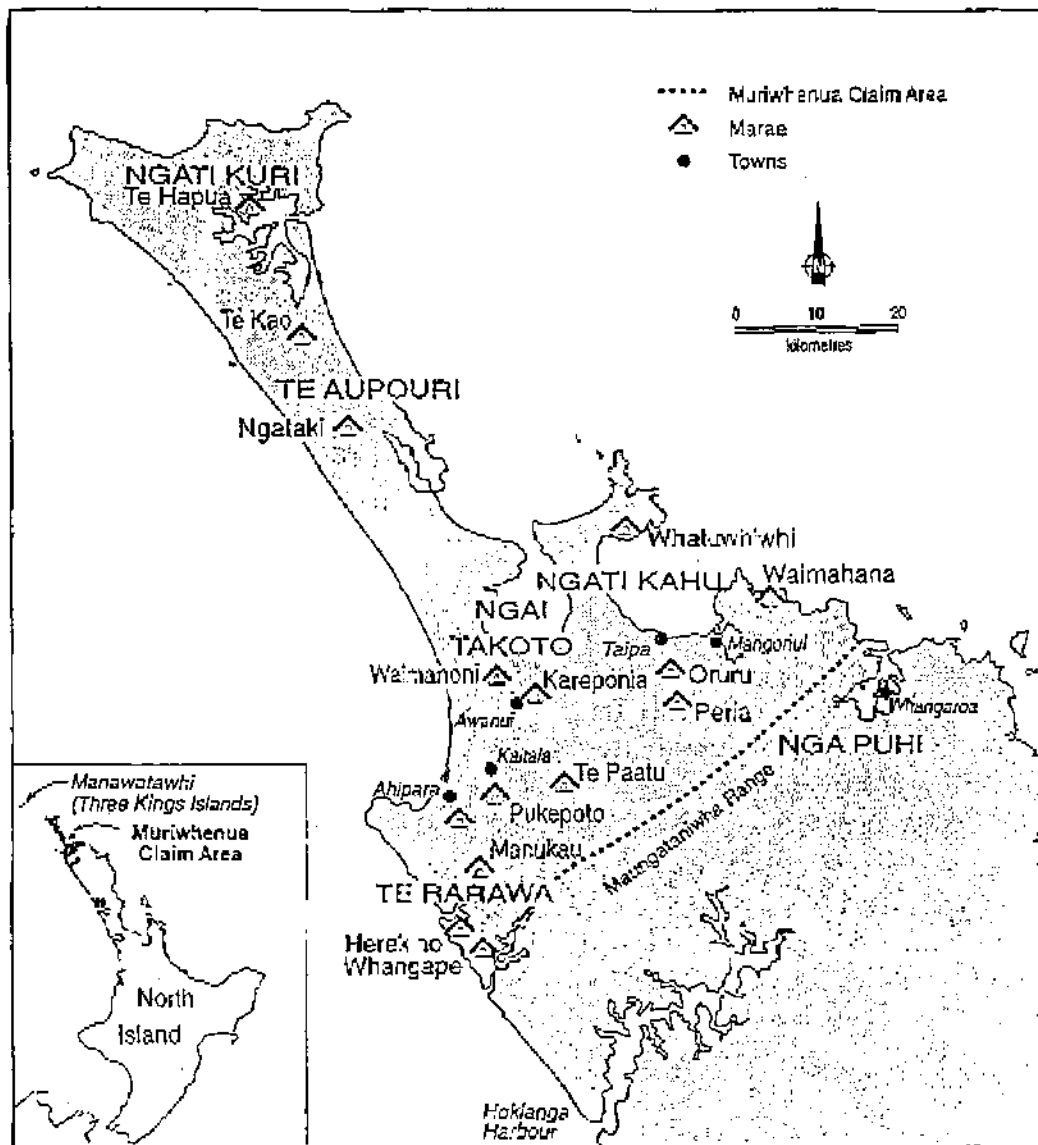 Muriwhenua Claim Area
Marae
Towns
NGATI KURI
Te Hapua
N
0 10 20
kilometres
Te Kao
TE AUPOURI
Ngataki
Whatuwhiwhi
NGATI KAHU
Waimahana
NGAI
TAKOTO
Taipa
Mangonui
Waimanoni
Kareponia
Oruru
Awanui
Peria
Whangaroa
NGA PUHI
Kaitaia
Te Paatu
Ahipara
Pukepoto
Maungataniwha Range
Manukau
TE RARAWA
Whangape
Hokianga
Harbour
Manawatawhi
(Three Kings Islands)
Muriwhenua
Claim Area
North
Island